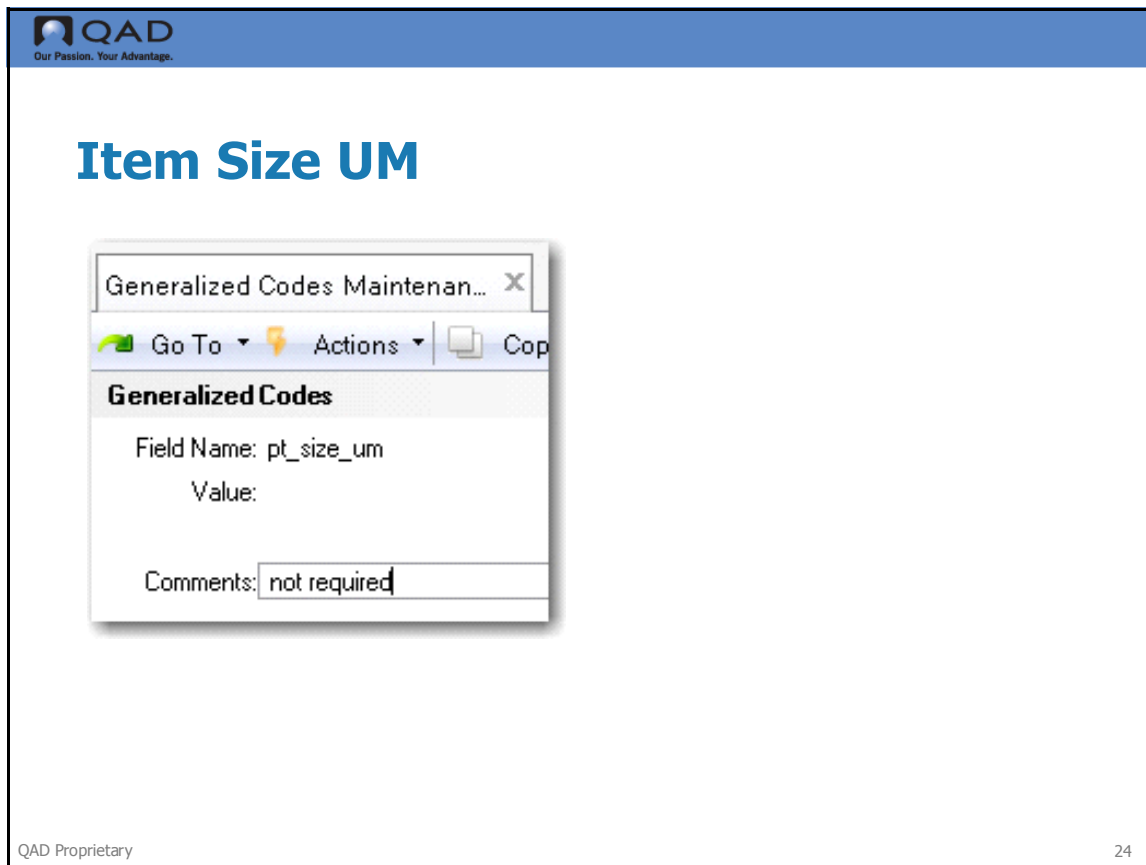 QAD
Our Passion. Your Advantage.
Item Size UM
Generalized Codes Maintenan...
Go To Actions Cop
Generalized Codes
Field Name: pt_size_um
Value:
Comments: not required
QAD Proprietary 24